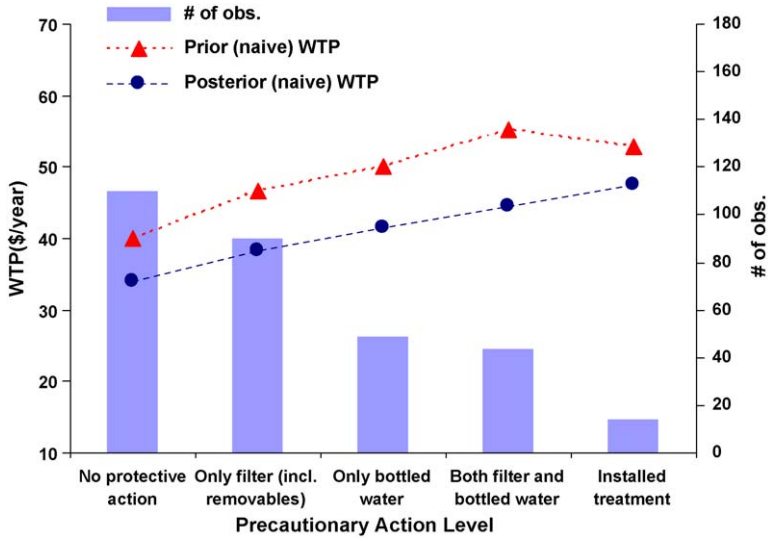 # of obs.
Prior (naive) WTP
Posterior (naive) WTP
WTP($/year)
70
60
50
40
30
20
10
180
160
140
120
100
80
60
40
20
0
# of obs.
No protective
action
Only filter (incl.
removables)
Only bottled
water
Both filter and
bottled water
Installed
treatment
Precautionary Action Level